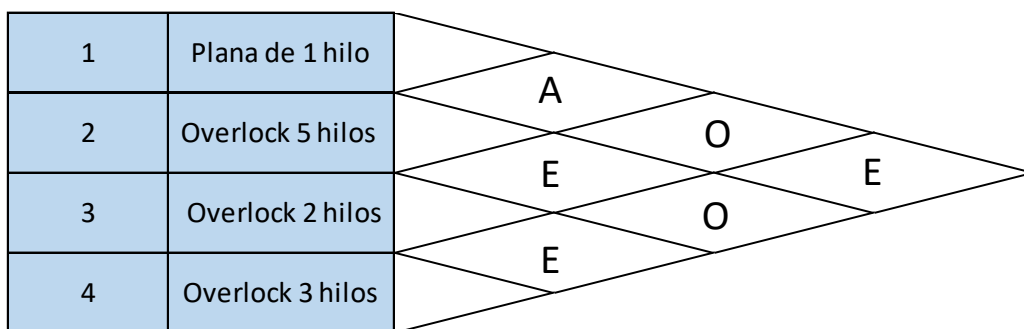 1 Plana de 1 hilo
A
2 Overlock 5 hilos
O
E
E
3 Overlock 2 hilos
O
E
4 Overlock 3 hilos